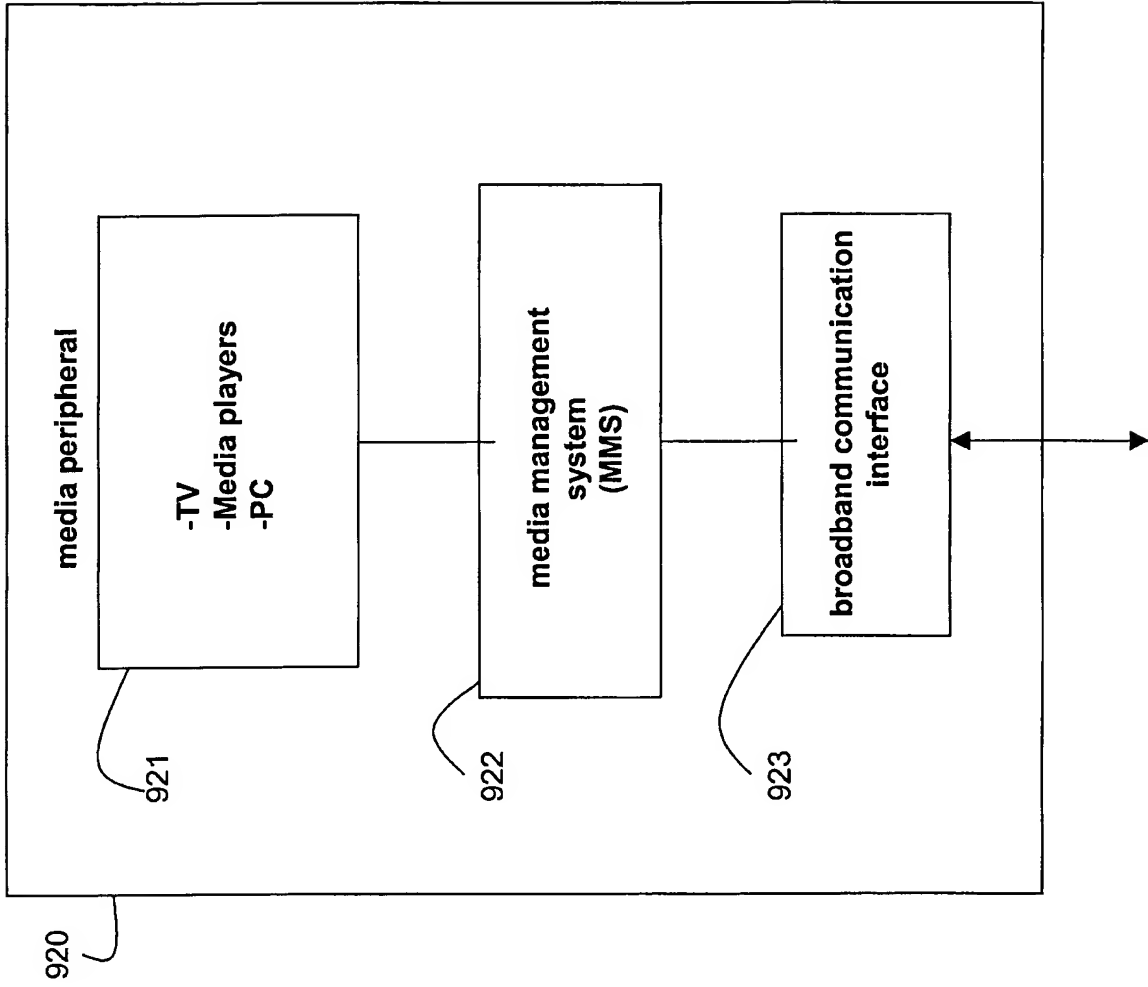 920
media peripheral
921
-TV
-Media players
-PC
922
media management
system
(MMS)
923
broadband communication
interface